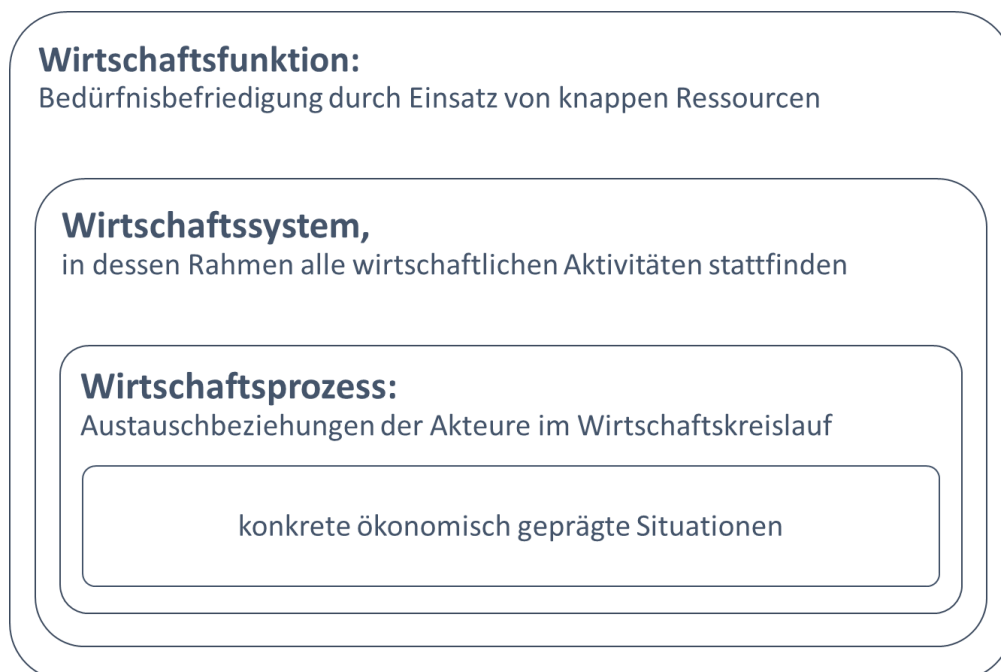 Wirtschaftsfunktion:
Bedürfnisbefriedigung durch Einsatz von knappen Ressourcen
Wirtschaftssystem,
in dessen Rahmen alle wirtschaftlichen Aktivitäten stattfinden
Wirtschaftsprozess:
Austauschbeziehungen der Akteure im Wirtschaftskreislauf
konkrete ökonomisch geprägte Situationen